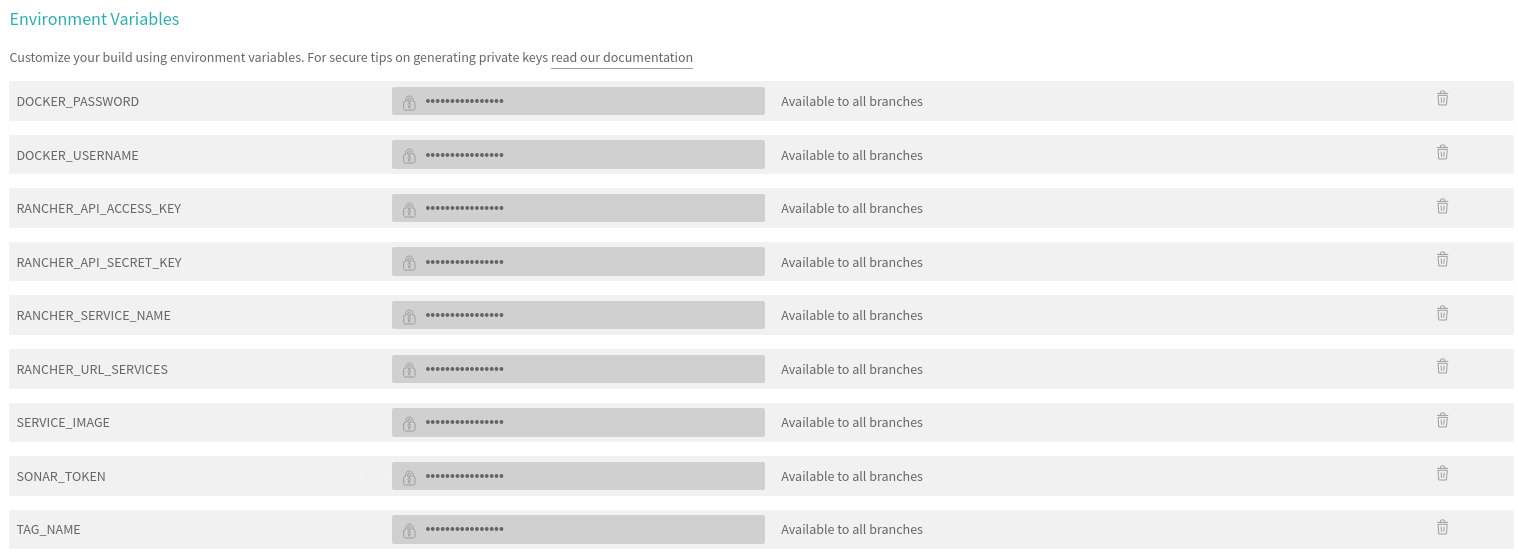 Environment Variables
Customize your build using environment variables. For secure tips on generating private keys read our documentation
DOCKER_PASSWORD •••••••••••••••• Available to all branches
DOCKER_USERNAME •••••••••••••••• Available to all branches
RANCHER_API_ACCESS_KEY •••••••••••••••• Available to all branches
RANCHER_API_SECRET_KEY •••••••••••••••• Available to all branches
RANCHER_SERVICE_NAME •••••••••••••••• Available to all branches
RANCHER_URL_SERVICES •••••••••••••••• Available to all branches
SERVICE_IMAGE •••••••••••••••• Available to all branches
SONAR_TOKEN •••••••••••••••• Available to all branches
TAG_NAME •••••••••••••••• Available to all branches